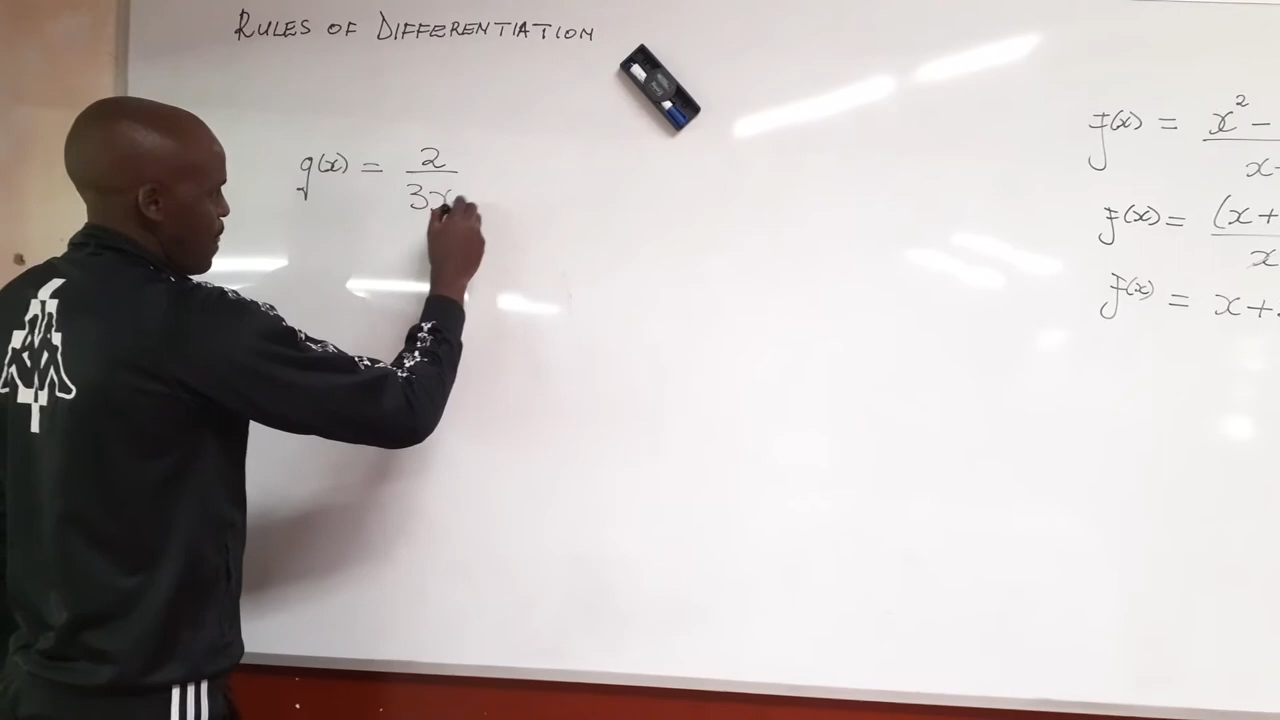 RULES OF DIFFERENTIATION
g(x) = 2
3x
f(x) = x² –
x-
f(x) = (x+
x
f(x) = x+